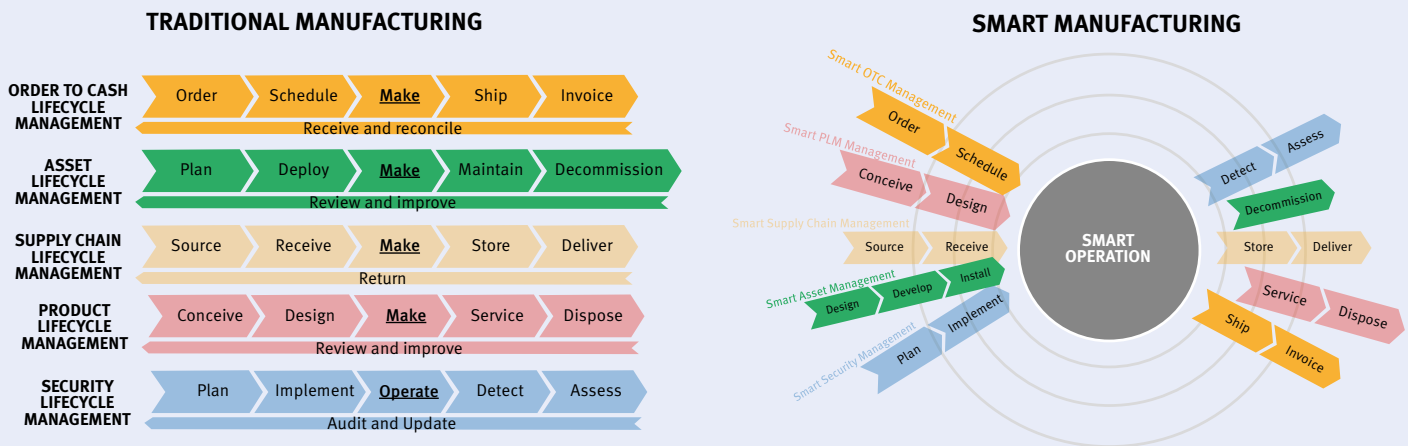 TRADITIONAL MANUFACTURING
ORDER TO CASH
LIFECYCLE
MANAGEMENT
Order Schedule Make Ship Invoice
Receive and reconcile
ASSET
LIFECYCLE
MANAGEMENT
Plan Deploy Make Maintain Decommission
Review and improve
SUPPLY CHAIN
LIFECYCLE
MANAGEMENT
Source Receive Make Store Deliver
Return
PRODUCT
LIFECYCLE
MANAGEMENT
Conceive Design Make Service Dispose
Review and improve
SECURITY
LIFECYCLE
MANAGEMENT
Plan Implement Operate Detect Assess
Audit and Update
SMART MANUFACTURING
Smart OTC Management
Order Schedule
Smart PLM Management
Conceive Design
Smart Supply Chain Management
Source Receive
Smart Asset Management
Design Develop Install
Smart Security Management
Plan Implement
SMART
OPERATION
Detect Assess
Decommission
Store Deliver
Service Dispose
Ship Invoice